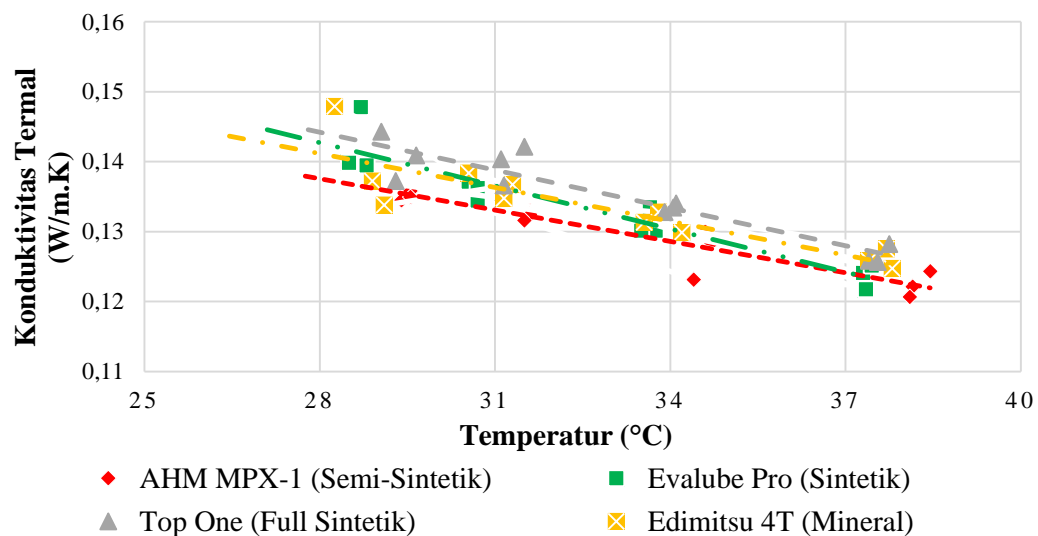 0,16
0,15
0,14
0,13
0,12
0,11
Konduktivitas Termal
(W/m.K)
25 28 31 34 37 40
Temperatur (°C)
AHM MPX-1 (Semi-Sintetik)
Evalube Pro (Sintetik)
Top One (Full Sintetik)
Edimitsu 4T (Mineral)